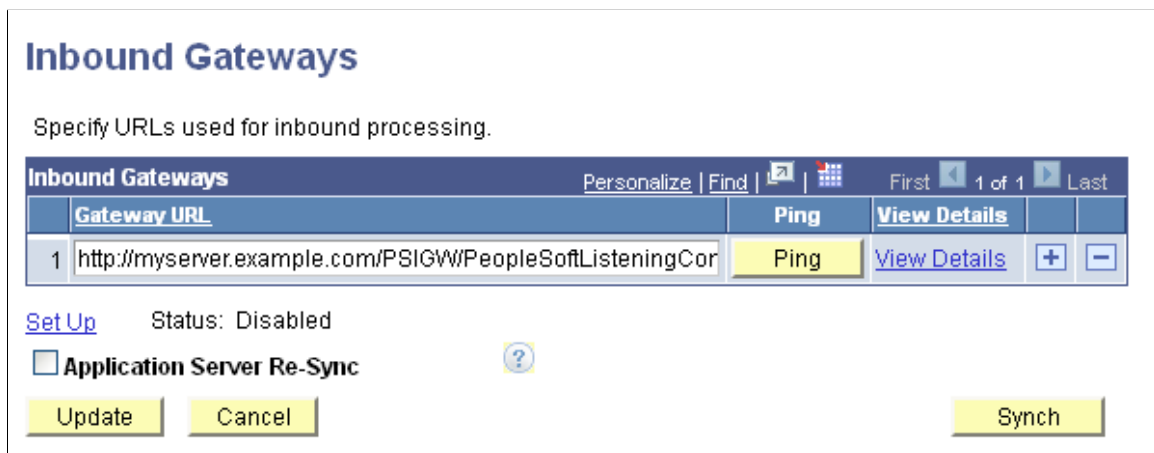 Inbound Gateways
Specify URLs used for inbound processing.
Inbound Gateways Personalize | Find | | First 1 of 1 Last
Gateway URL Ping View Details
1 http://myserver.example.com/PSIGW/PeopleSoftListeningCor Ping View Details + −
Set Up Status: Disabled
Application Server Re-Sync ?
Update Cancel Synch